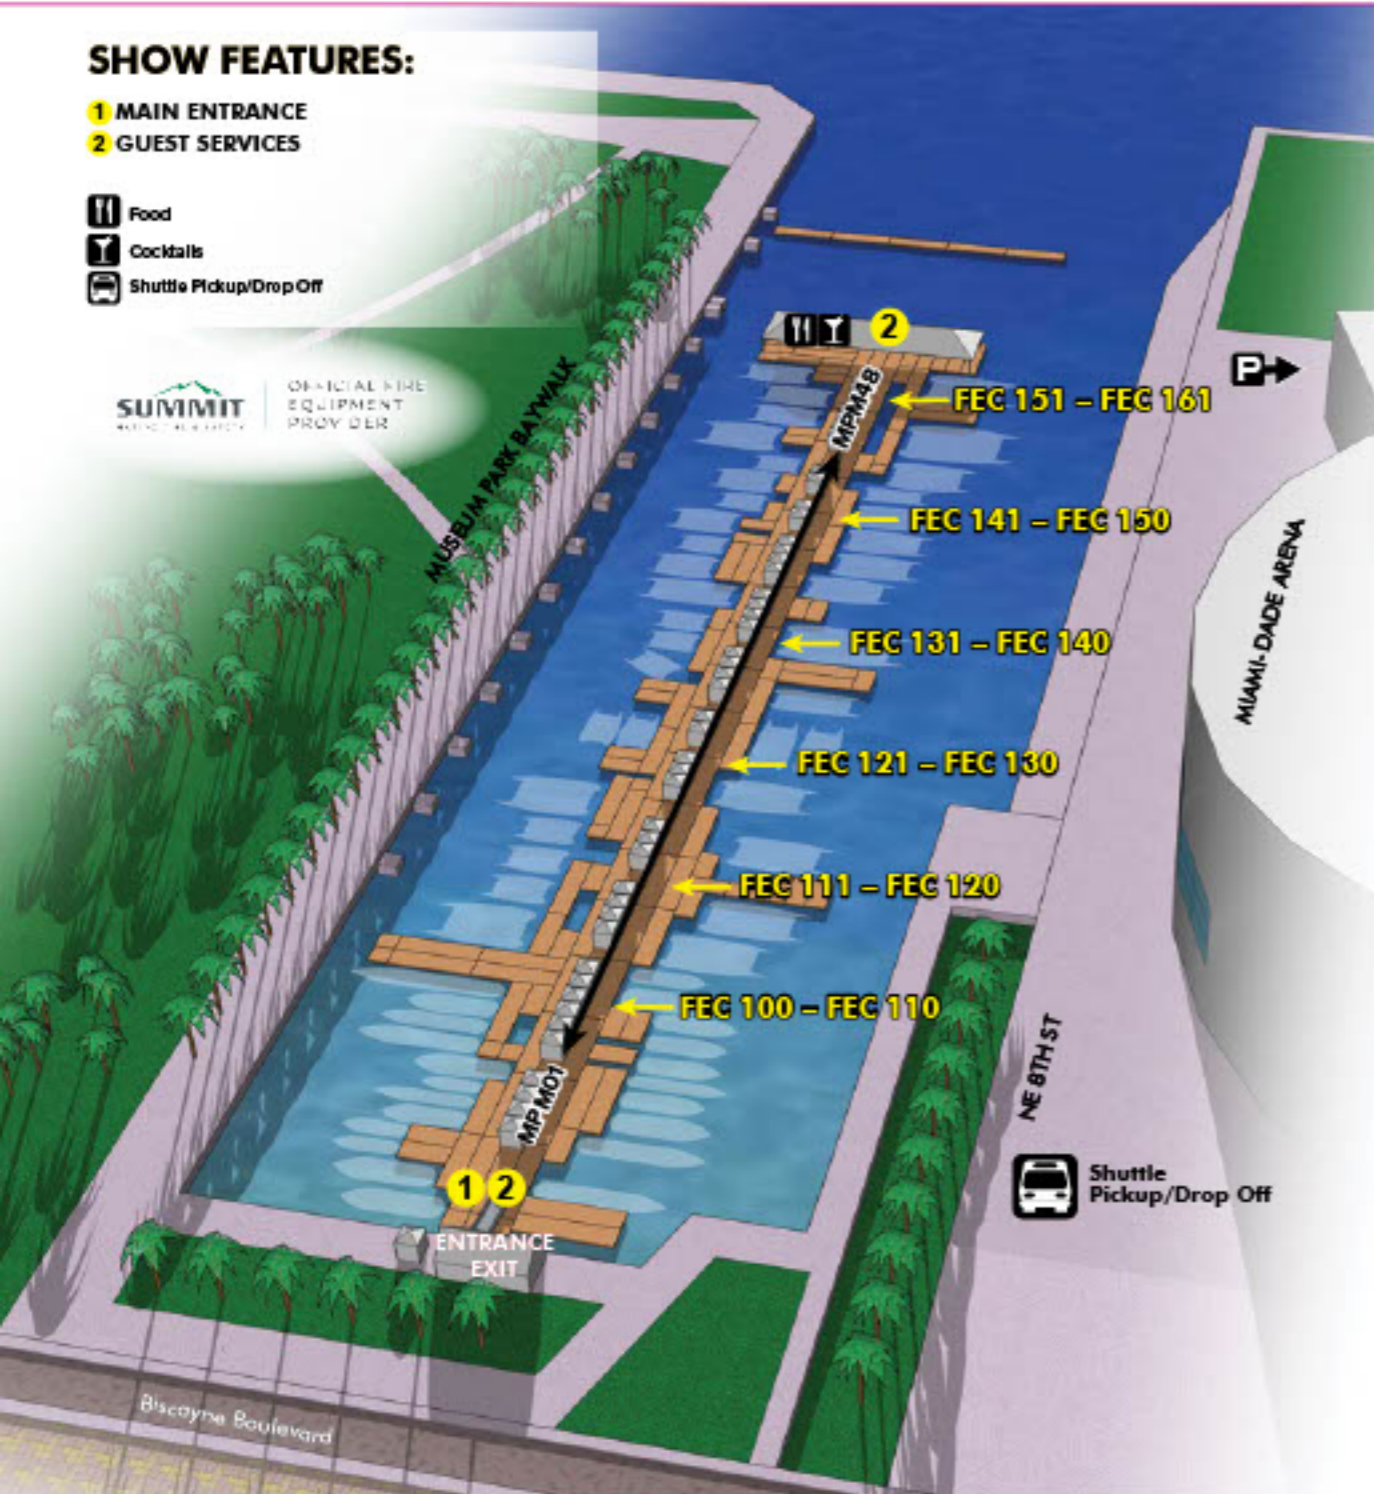 SHOW FEATURES:
1 MAIN ENTRANCE
2 GUEST SERVICES
Food
Cocktails
Shuttle Pickup/Drop Off
SUMMIT
OFFICIAL FIRE
EQUIPMENT
PROVIDER
MUSEUM PARK BAYWALK
2
MPM48
P
FEC 151 – FEC 161
FEC 141 – FEC 150
FEC 131 – FEC 140
MIAMI-DADE ARENA
FEC 121 – FEC 130
FEC 111 – FEC 120
FEC 100 – FEC 110
MPM01
NE 8TH ST
Shuttle
Pickup/Drop Off
1 2
ENTRANCE
EXIT
Biscayne Boulevard